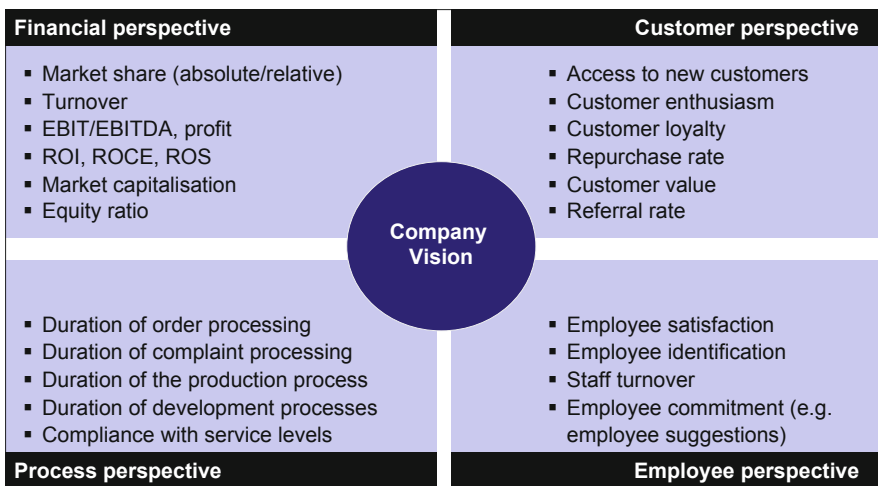 Financial perspective
▪ Market share (absolute/relative)
▪ Turnover
▪ EBIT/EBITDA, profit
▪ ROI, ROCE, ROS
▪ Market capitalisation
▪ Equity ratio
Customer perspective
▪ Access to new customers
▪ Customer enthusiasm
▪ Customer loyalty
▪ Repurchase rate
▪ Customer value
▪ Referral rate
Company
Vision
▪ Duration of order processing
▪ Duration of complaint processing
▪ Duration of the production process
▪ Duration of development processes
▪ Compliance with service levels
Process perspective
▪ Employee satisfaction
▪ Employee identification
▪ Staff turnover
▪ Employee commitment (e.g.
employee suggestions)
Employee perspective